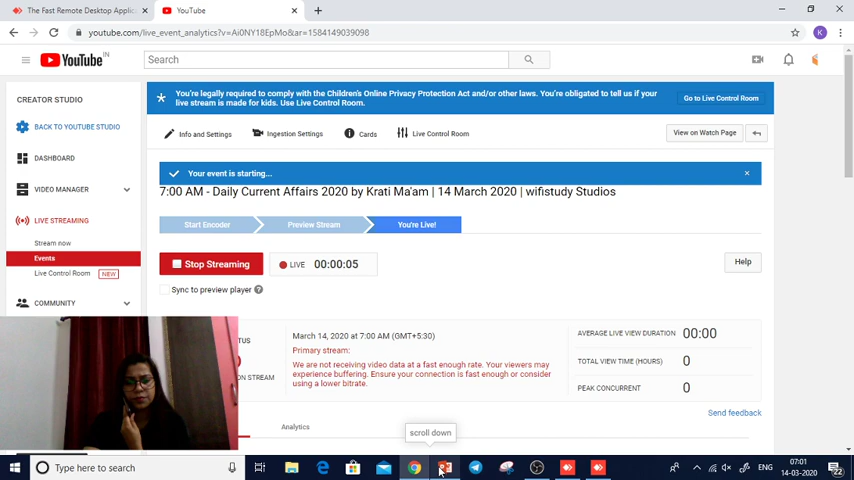 The Fast Remote Desktop Applic
YouTube
youtube.com/live_event_analytics?v=Ai0NY18EpMo&ar=1584149039098
K
YouTube IN
Search
CREATOR STUDIO
You're legally required to comply with the Children's Online Privacy Protection Act and/or other laws. You're obligated to tell us if your
live stream is made for kids. Use Live Control Room.
Go to Live Control Room
BACK TO YOUTUBE STUDIO
Info and Settings
Ingestion Settings
Cards
Live Control Room
View on Watch Page
DASHBOARD
Your event is starting...
VIDEO MANAGER
7:00 AM - Daily Current Affairs 2020 by Krati Ma'am | 14 March 2020 | wifistudy Studios
LIVE STREAMING
Start Encoder
Preview Stream
You're Live!
Stream now
Events
Stop Streaming
LIVE 00:00:05
Help
Live Control Room NEW
Sync to preview player ?
COMMUNITY
TUS
March 14, 2020 at 7:00 AM (GMT+5:30)
Primary stream:
We are not receiving video data at a fast enough rate. Your viewers may
experience buffering. Ensure your connection is fast enough or consider
using a lower bitrate.
ON STREAM
AVERAGE LIVE VIEW DURATION 00:00
TOTAL VIEW TIME (HOURS) 0
PEAK CONCURRENT 0
Send feedback
Analytics
scroll down
Type here to search
ENG
07:01
14-03-2020
22